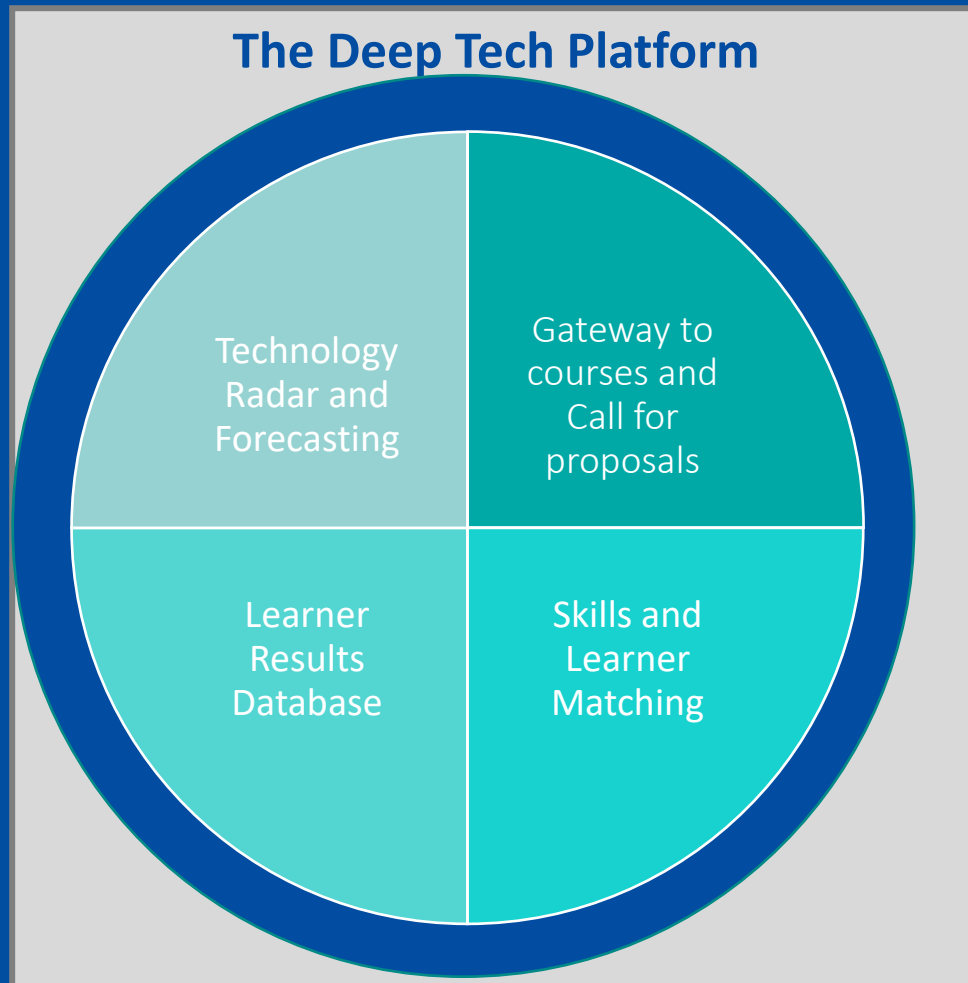 The Deep Tech Platform
Technology
Radar and
Forecasting
Gateway to
courses and
Call for
proposals
Learner
Results
Database
Skills and
Learner
Matching